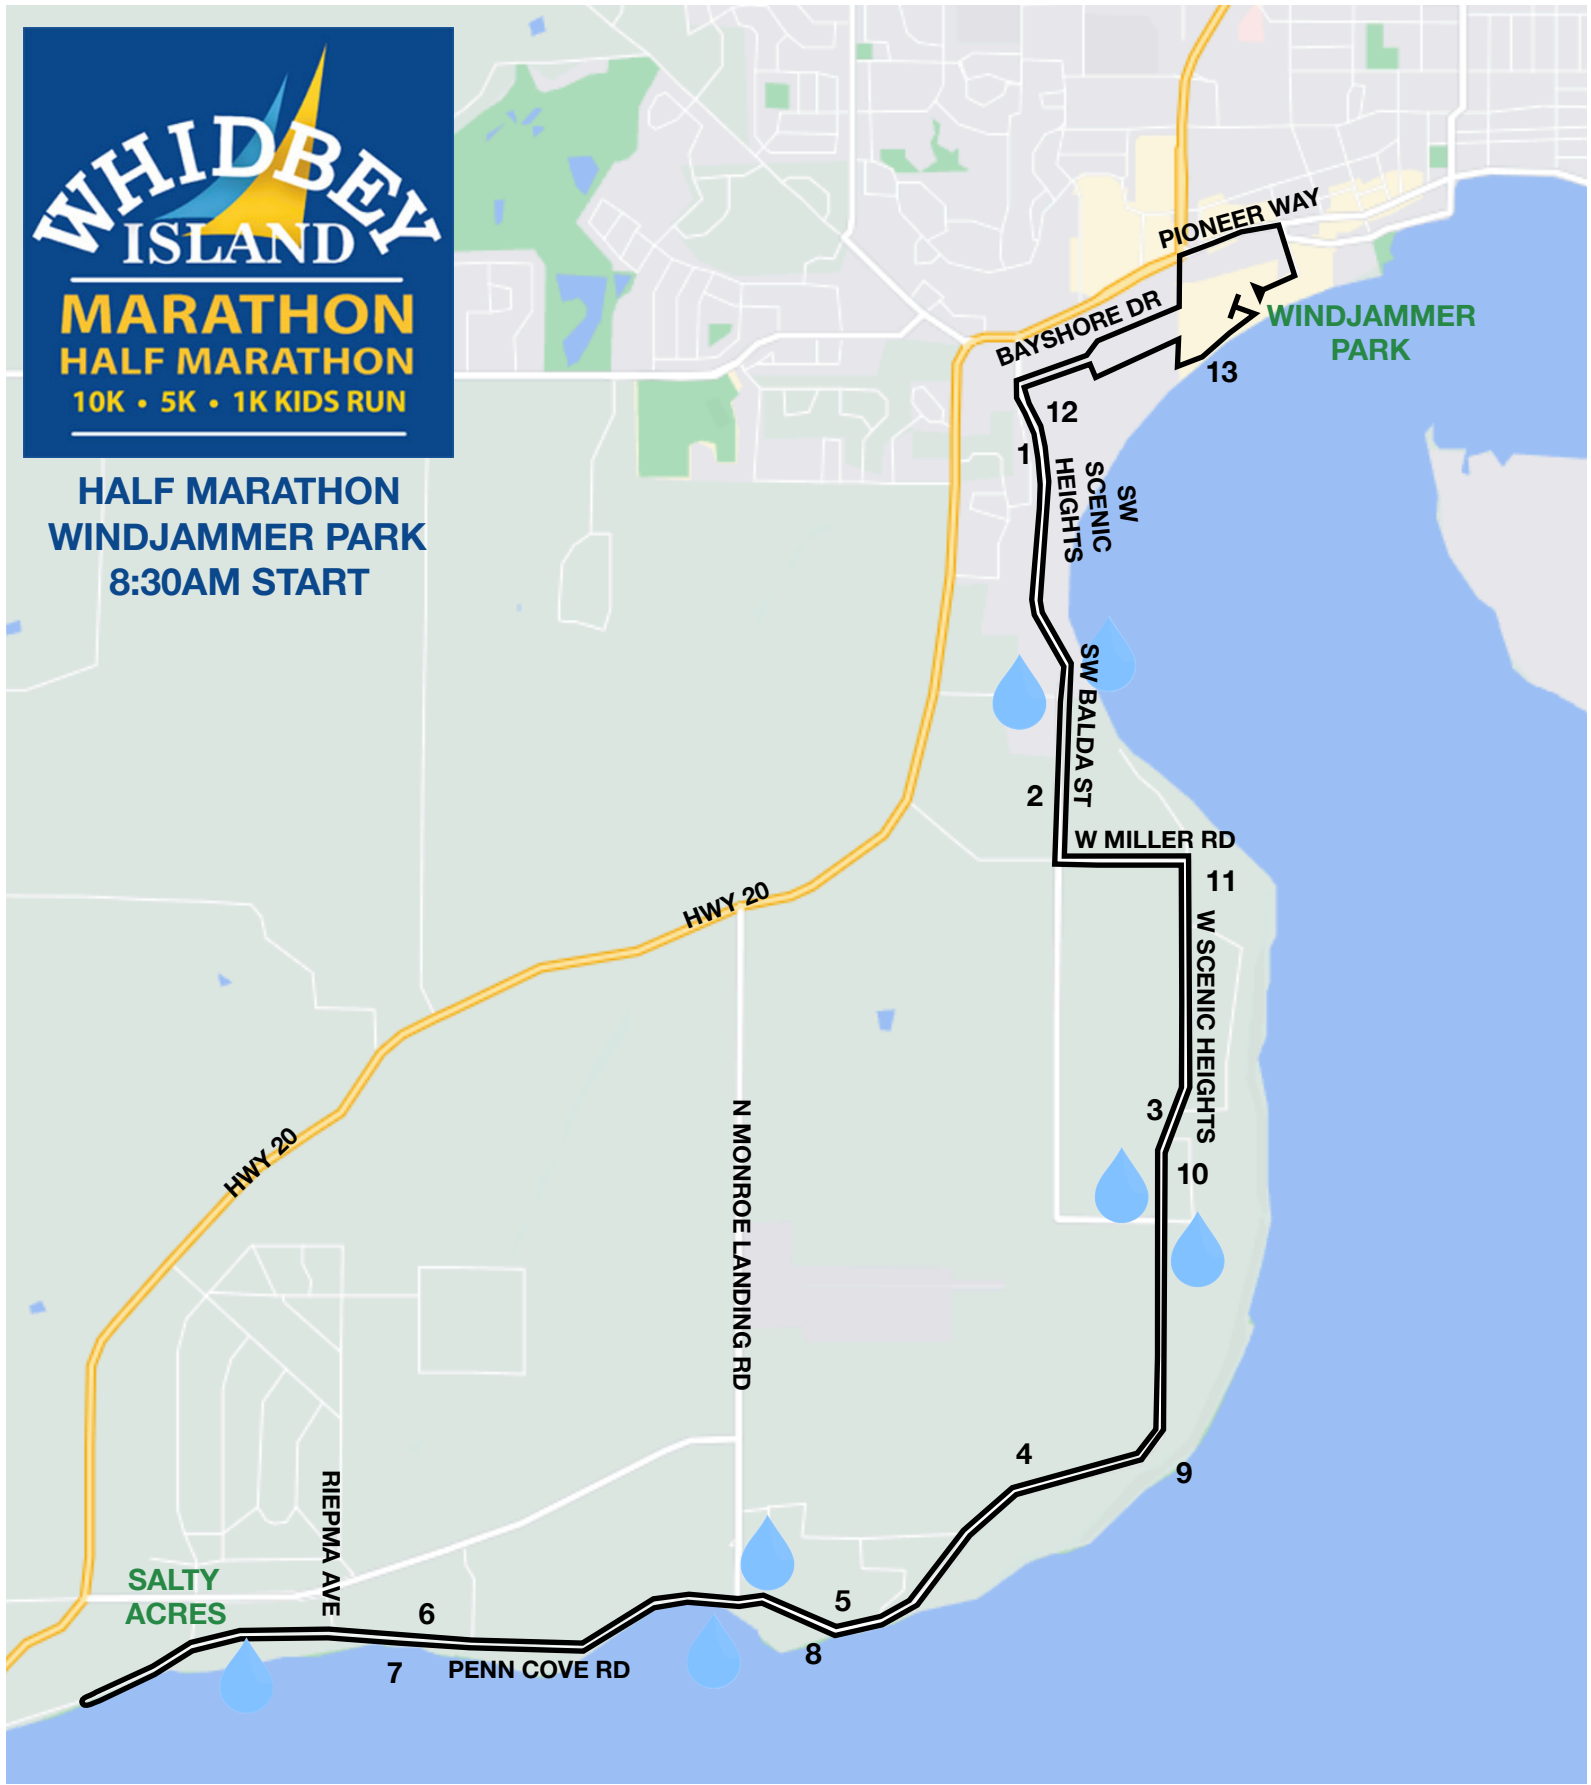 WHIDBEY
ISLAND
MARATHON
HALF MARATHON
10K • 5K • 1K KIDS RUN
HALF MARATHON
WINDJAMMER PARK
8:30AM START
PIONEER WAY
BAYSHORE DR
WINDJAMMER
PARK
13
12
1
SW
SCENIC
HEIGHTS
SW BALDA ST
2
W MILLER RD
11
W SCENIC HEIGHTS
HWY 20
HWY 20
3
10
N MONROE LANDING RD
4
9
RIEPMA AVE
SALTY
ACRES
5
6
8
7
PENN COVE RD